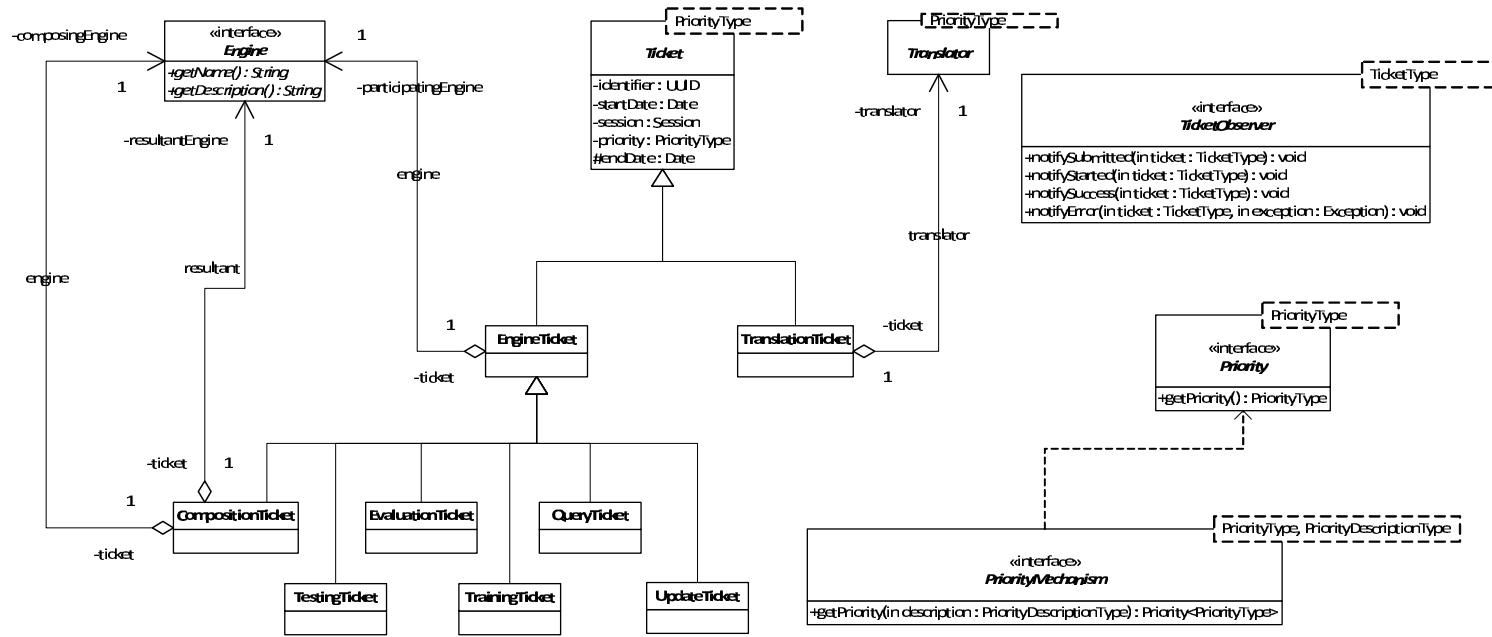 -composingEngine
1
«interface»
Engine
+getName() : String
+getDescription() : String
1
-participatingEngine
-resultantEngine
1
engine
resultant
engine
PriorityType
Ticket
-identifier : UUID
-startDate : Date
-session : Session
-priority : PriorityType
#endDate : Date
PriorityType
Translator
-translator
1
translator
TicketType
«interface»
TicketObserver
+notifySubmitted(in ticket : TicketType) : void
+notifyStarted(in ticket : TicketType) : void
+notifySuccess(in ticket : TicketType) : void
+notifyError(in ticket : TicketType, in exception : Exception) : void
1
-ticket
EngineTicket
TranslationTicket
-ticket
1
PriorityType
«interface»
Priority
+getPriority() : PriorityType
-ticket
1
1
-ticket
CompositionTicket
EvaluationTicket
QueryTicket
TestingTicket
TrainingTicket
UpdateTicket
PriorityType, PriorityDescriptionType
«interface»
PriorityMechanism
+getPriority(in description : PriorityDescriptionType) : Priority<PriorityType>